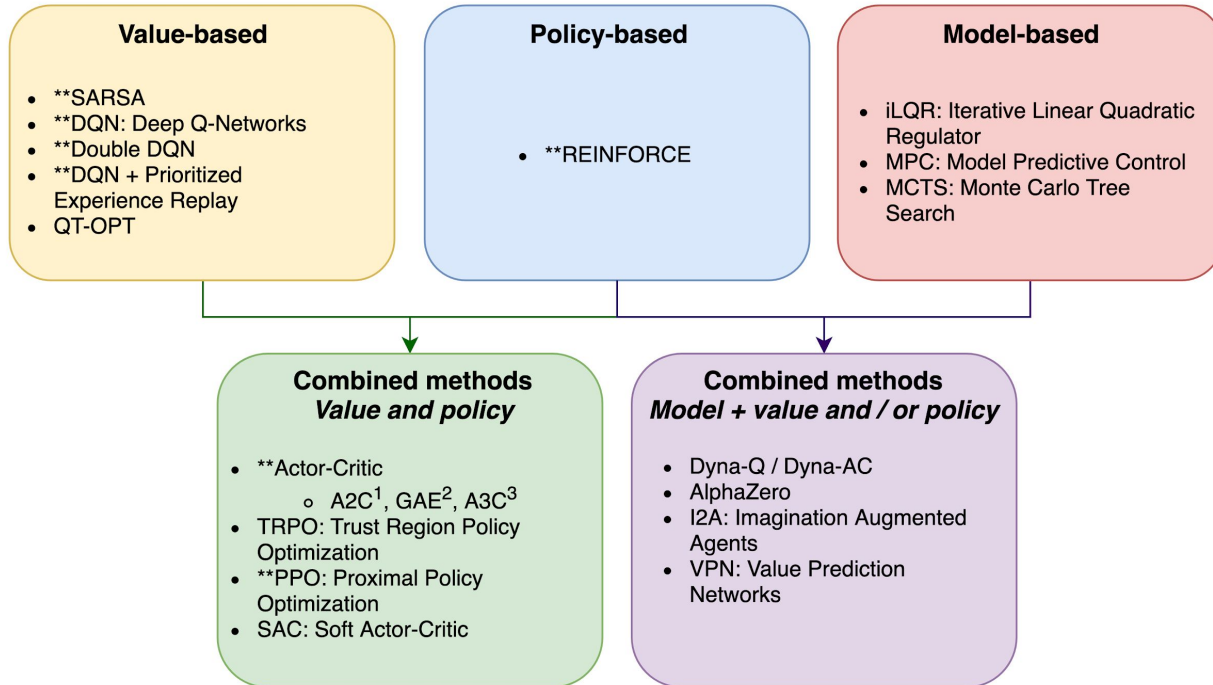 Value-based
• **SARSA
• **DQN: Deep Q-Networks
• **Double DQN
• **DQN + Prioritized
Experience Replay
• QT-OPT
Policy-based
• **REINFORCE
Model-based
• iLQR: Iterative Linear Quadratic
Regulator
• MPC: Model Predictive Control
• MCTS: Monte Carlo Tree
Search
Combined methods
Value and policy
• **Actor-Critic
○ A2C¹, GAE², A3C³
• TRPO: Trust Region Policy
Optimization
• **PPO: Proximal Policy
Optimization
• SAC: Soft Actor-Critic
Combined methods
Model + value and / or policy
• Dyna-Q / Dyna-AC
• AlphaZero
• I2A: Imagination Augmented
Agents
• VPN: Value Prediction
Networks